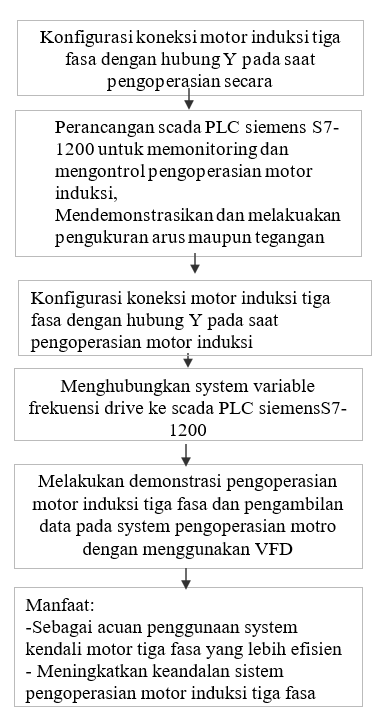 Konfigurasi koneksi motor induksi tiga
fasa dengan hubung Y pada saat
pengoperasian secara
Perancangan scada PLC siemens S7-
1200 untuk memonitoring dan
mengontrol pengoperasian motor
induksi,
Mendemonstrasikan dan melakuakan
pengukuran arus maupun tegangan
Konfigurasi koneksi motor induksi tiga
fasa dengan hubung Y pada saat
pengoperasian motor induksi
Menghubungkan system variable
frekuensi drive ke scada PLC siemensS7-
1200
Melakukan demonstrasi pengoperasian
motor induksi tiga fasa dan pengambilan
data pada system pengoperasian motro
dengan menggunakan VFD
Manfaat:
-Sebagai acuan penggunaan system
kendali motor tiga fasa yang lebih efisien
- Meningkatkan keandalan sistem
pengoperasian motor induksi tiga fasa